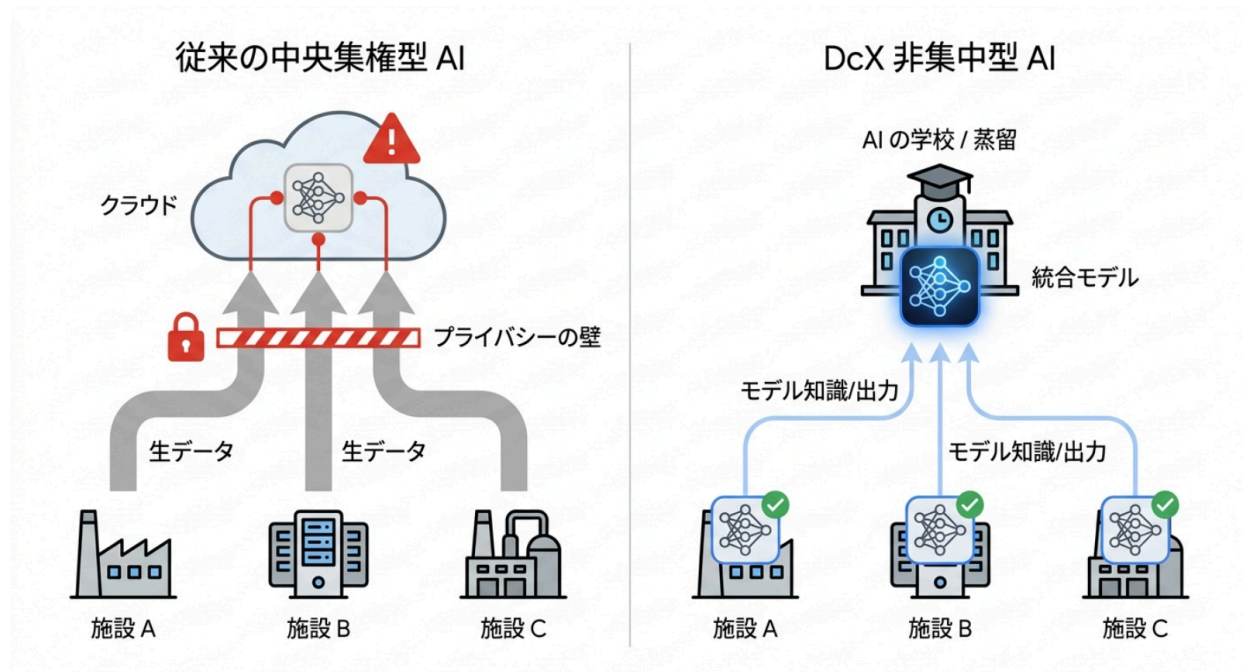 従来の中央集権型 AI
クラウド
プライバシーの壁
生データ
生データ
施設 A
施設 B
施設 C
DcX 非集中型 AI
AI の学校 / 蒸留
統合モデル
モデル知識/出力
モデル知識/出力
施設 A
施設 B
施設 C